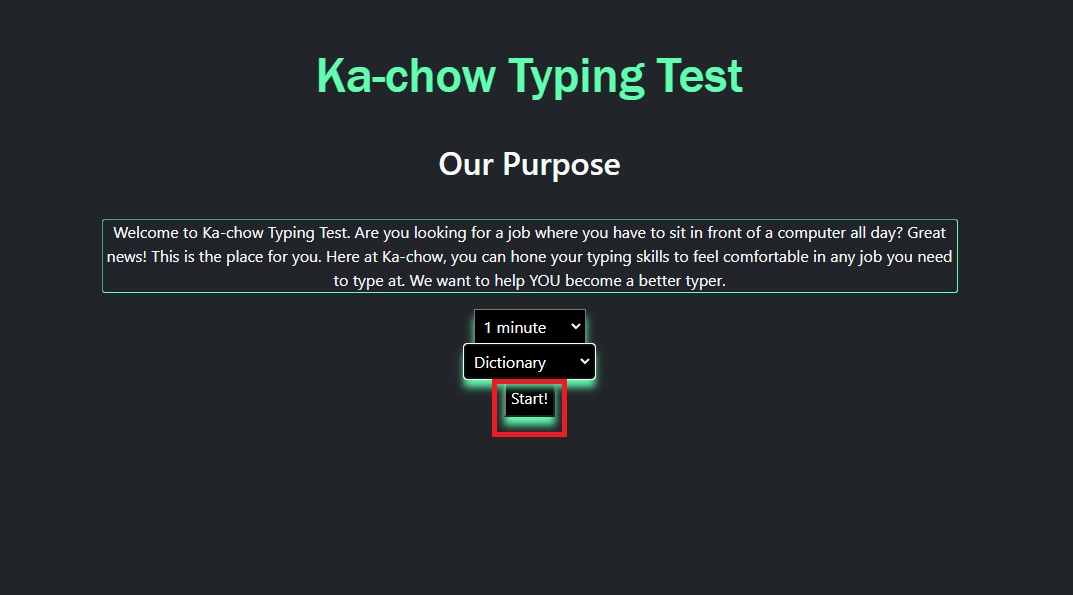 Ka-chow Typing Test
Our Purpose
Welcome to Ka-chow Typing Test. Are you looking for a job where you have to sit in front of a computer all day? Great
news! This is the place for you. Here at Ka-chow, you can hone your typing skills to feel comfortable in any job you need
to type at. We want to help YOU become a better typer.
1 minute
Dictionary
Start!